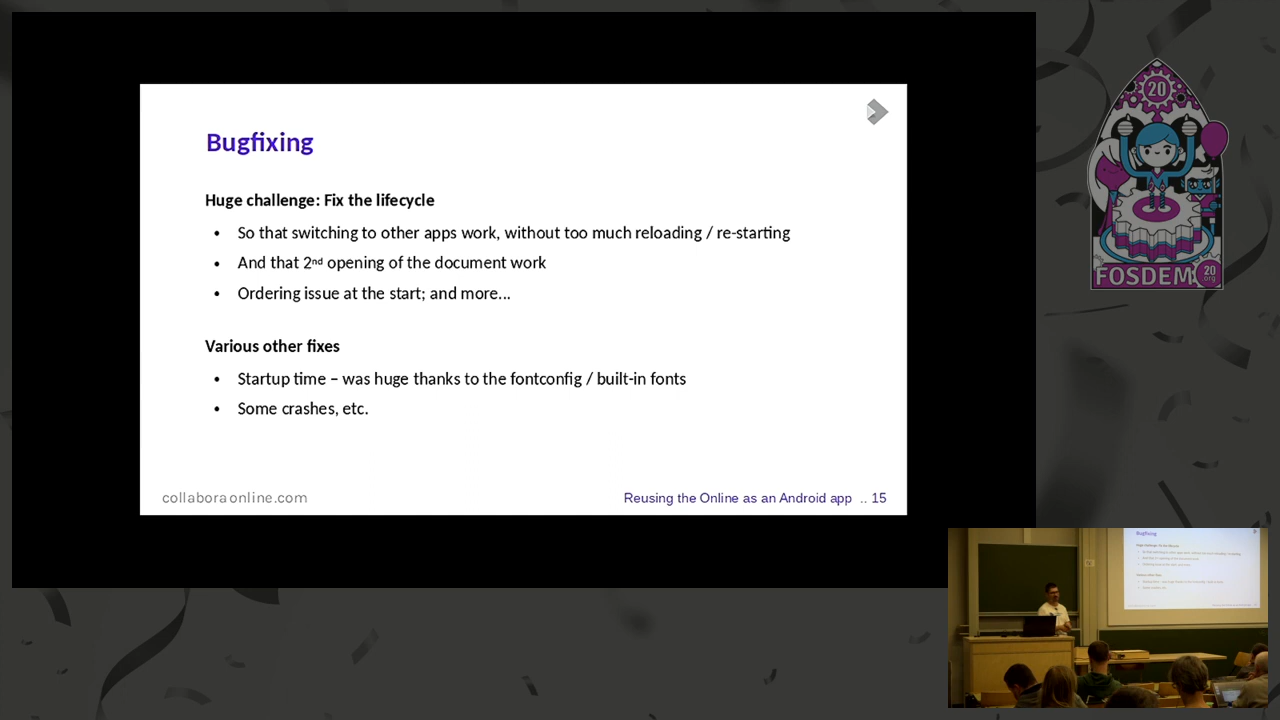 Bugfixing
Huge challenge: Fix the lifecycle
• So that switching to other apps work, without too much reloading / re-starting
• And that 2nd opening of the document work
• Ordering issue at the start; and more...
Various other fixes
• Startup time – was huge thanks to the fontconfig / built-in fonts
• Some crashes, etc.
collaboraonline.com
Reusing the Online as an Android app .. 15
20
FOSDEM
20
org
Bugfixing